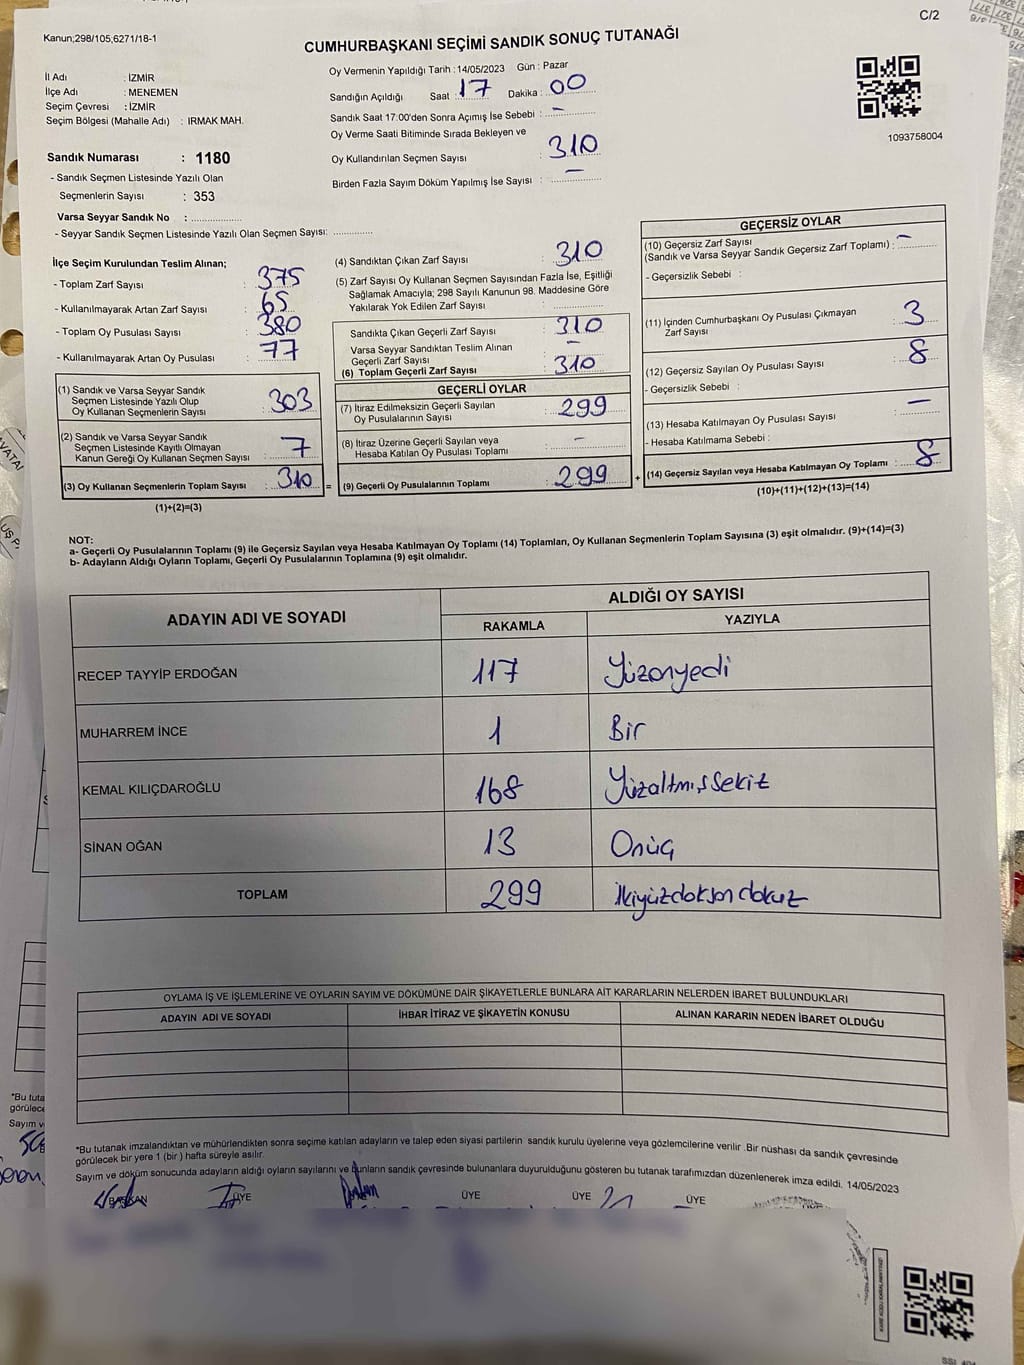 C/2
Kanun;298/105;6271/18-1
CUMHURBAŞKANI SEÇİMİ SANDIK SONUÇ TUTANAĞI
İl Adı : İZMİR
İlçe Adı : MENEMEN
Seçim Çevresi : İZMİR
Seçim Bölgesi (Mahalle Adı) : IRMAK MAH.
Oy Vermenin Yapıldığı Tarih : 14/05/2023 Gün : Pazar
Sandığın Açıldığı Saat : 17 Dakika : 00
Sandık Saat 17:00'den Sonra Açımış İse Sebebi : -
Oy Verme Saati Bitiminde Sırada Bekleyen ve
Oy Kullandırılan Seçmen Sayısı : 310
Birden Fazla Sayım Döküm Yapılmış İse Sayısı : -
1093758004
Sandık Numarası : 1180
- Sandık Seçmen Listesinde Yazılı Olan
Seçmenlerin Sayısı : 353
Varsa Seyyar Sandık No :
- Seyyar Sandık Seçmen Listesinde Yazılı Olan Seçmen Sayısı:
İlçe Seçim Kurulundan Teslim Alınan;
- Toplam Zarf Sayısı : 375
- Kullanılmayarak Artan Zarf Sayısı : 65
- Toplam Oy Pusulası Sayısı : 380
- Kullanılmayarak Artan Oy Pusulası : 77
(1) Sandık ve Varsa Seyyar Sandık
Seçmen Listesinde Yazılı Olup
Oy Kullanan Seçmenlerin Sayısı : 303
(2) Sandık ve Varsa Seyyar Sandık
Seçmen Listesinde Kayıtlı Olmayan
Kanun Gereği Oy Kullanan Seçmen Sayısı : 7
(3) Oy Kullanan Seçmenlerin Toplam Sayısı : 310 =
(1)+(2)=(3)
(4) Sandıktan Çıkan Zarf Sayısı : 310
(5) Zarf Sayısı Oy Kullanan Seçmen Sayısından Fazla İse, Eşitliği
Sağlamak Amacıyla; 298 Sayılı Kanunun 98. Maddesine Göre
Yakılarak Yok Edilen Zarf Sayısı :
Sandıkta Çıkan Geçerli Zarf Sayısı : 310
Varsa Seyyar Sandıktan Teslim Alınan
Geçerli Zarf Sayısı : -
(6) Toplam Geçerli Zarf Sayısı : 310
GEÇERLİ OYLAR
(7) İtiraz Edilmeksizin Geçerli Sayılan
Oy Pusulalarının Sayısı : 299
(8) İtiraz Üzerine Geçerli Sayılan veya
Hesaba Katılan Oy Pusulası Toplamı : -
(9) Geçerli Oy Pusulalarının Toplamı : 299 +
GEÇERSİZ OYLAR
(10) Geçersiz Zarf Sayısı
(Sandık ve Varsa Seyyar Sandık Geçersiz Zarf Toplamı) : -
- Geçersizlik Sebebi :
(11) İçinden Cumhurbaşkanı Oy Pusulası Çıkmayan
Zarf Sayısı : 3
(12) Geçersiz Sayılan Oy Pusulası Sayısı : 8
- Geçersizlik Sebebi :
(13) Hesaba Katılmayan Oy Pusulası Sayısı : -
- Hesaba Katılmama Sebebi :
(14) Geçersiz Sayılan veya Hesaba Katılmayan Oy Toplamı : 8
(10)+(11)+(12)+(13)=(14)
NOT:
a- Geçerli Oy Pusulalarının Toplamı (9) ile Geçersiz Sayılan veya Hesaba Katılmayan Oy Toplamı (14) Toplamları, Oy Kullanan Seçmenlerin Toplam Sayısına (3) eşit olmalıdır. (9)+(14)=(3)
b- Adayların Aldığı Oyların Toplamı, Geçerli Oy Pusulalarının Toplamına (9) eşit olmalıdır.
ADAYIN ADI VE SOYADI
ALDIĞI OY SAYISI
RAKAMLA YAZIYLA
RECEP TAYYİP ERDOĞAN 117 Yüzonyedi
MUHARREM İNCE 1 Bir
KEMAL KILIÇDAROĞLU 168 Yüzaltmışsekiz
SİNAN OĞAN 13 Onüç
TOPLAM 299 İkiyüzdoksandokuz
OYLAMA İŞ VE İŞLEMLERİNE VE OYLARIN SAYIM VE DÖKÜMÜNE DAİR ŞİKAYETLERLE BUNLARA AİT KARARLARIN NELERDEN İBARET BULUNDUKLARI
ADAYIN ADI VE SOYADI İHBAR İTİRAZ VE ŞİKAYETİN KONUSU ALINAN KARARIN NEDEN İBARET OLDUĞU
*Bu tutanak imzalandıktan ve mühürlendikten sonra seçime katılan adayların ve talep eden siyasi partilerin sandık kurulu üyelerine veya gözlemcilerine verilir .Bir nüshası da sandık çevresinde
görülecek bir yere 1 (bir ) hafta süreyle asılır.
Sayım ve döküm sonucunda adayların aldığı oyların sayılarını ve bunların sandık çevresinde bulunanlara duyurulduğunu gösteren bu tutanak tarafımızdan düzenlenerek imza edildi. 14/05/2023
BAŞKAN ÜYE ÜYE ÜYE ÜYE